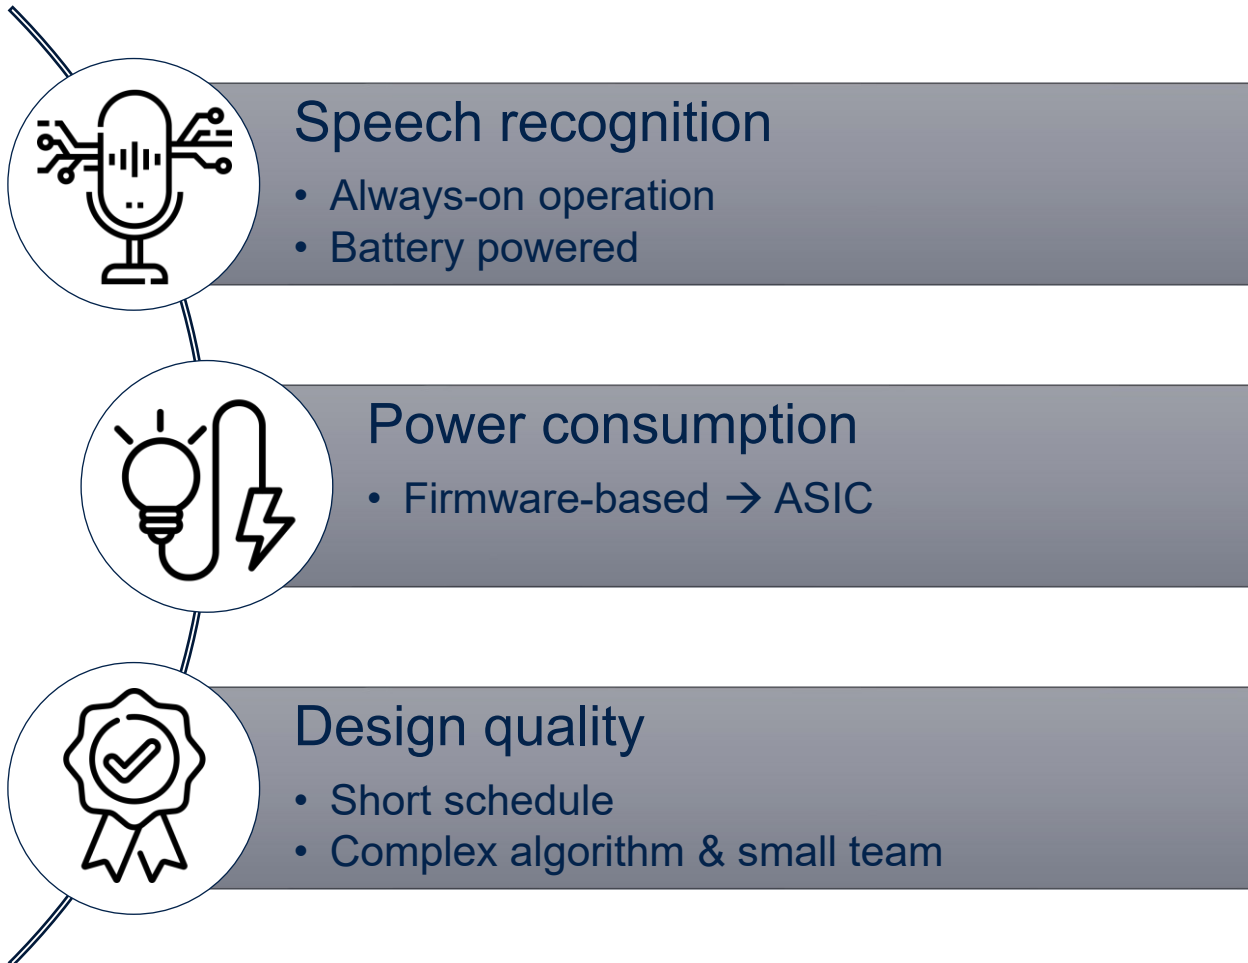 Speech recognition
• Always-on operation
• Battery powered
Power consumption
• Firmware-based → ASIC
Design quality
• Short schedule
• Complex algorithm & small team